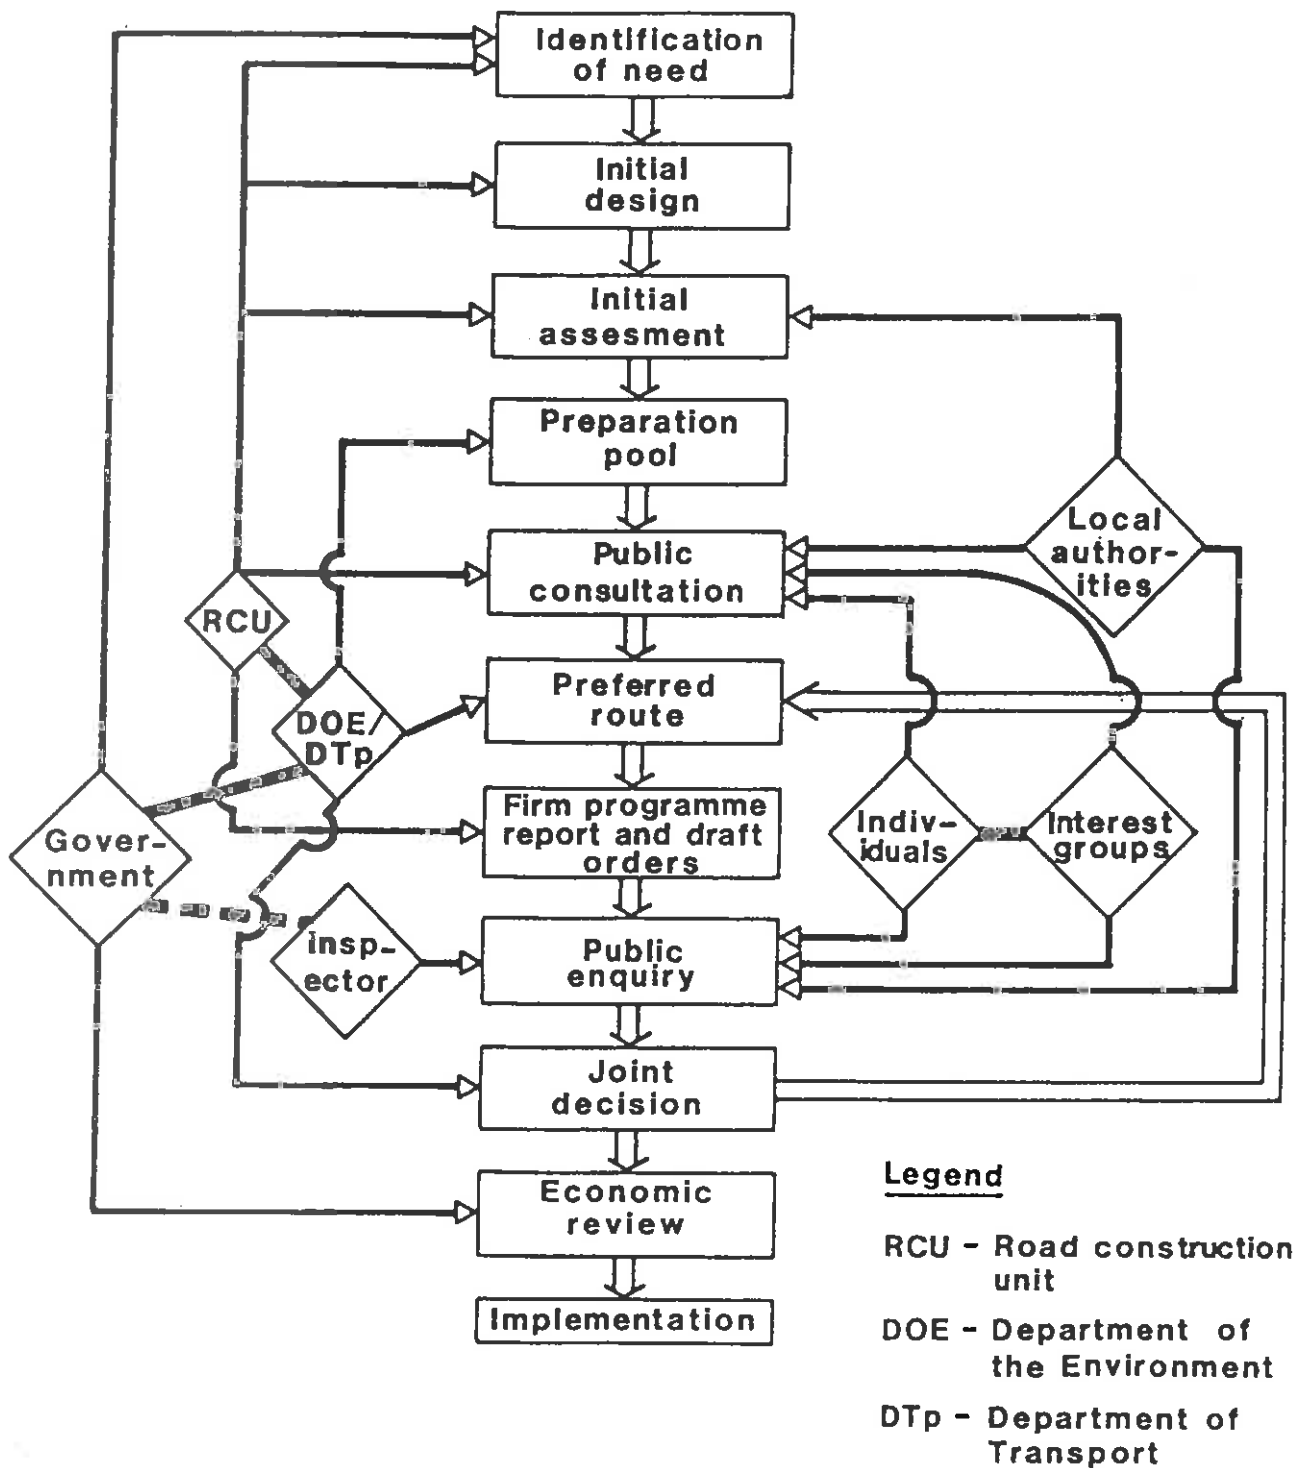 Identification
of need
Initial
design
Initial
assesment
Preparation
pool
Public
consultation
Local
author-
ities
RCU
Preferred
route
DOE/
DTp
Firm programme
report and draft
orders
Gover-
nment
Indiv-
iduals
Interest
groups
Insp-
ector
Public
enquiry
Joint
decision
Economic
review
Implementation
Legend
RCU - Road construction
unit
DOE - Department of
the Environment
DTp - Department of
Transport